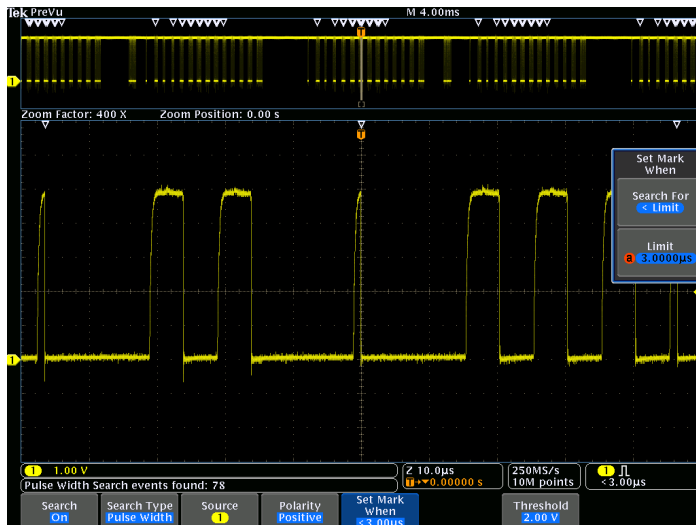 Tek PreVu M 4.00ms
T
1
Zoom Factor: 400 X Zoom Position: 0.00 s
T
Set Mark
When
Search For
< Limit
Limit
a 3.0000µs
1
1 1.00 V
Z 10.0µs
T→▼0.00000 s
250MS/s
10M points
1
<3.00µs
Pulse Width Search events found: 78
Search
On
Search Type
Pulse Width
Source
1
Polarity
Positive
Set Mark
When
<3.00µs
Threshold
2.00 V